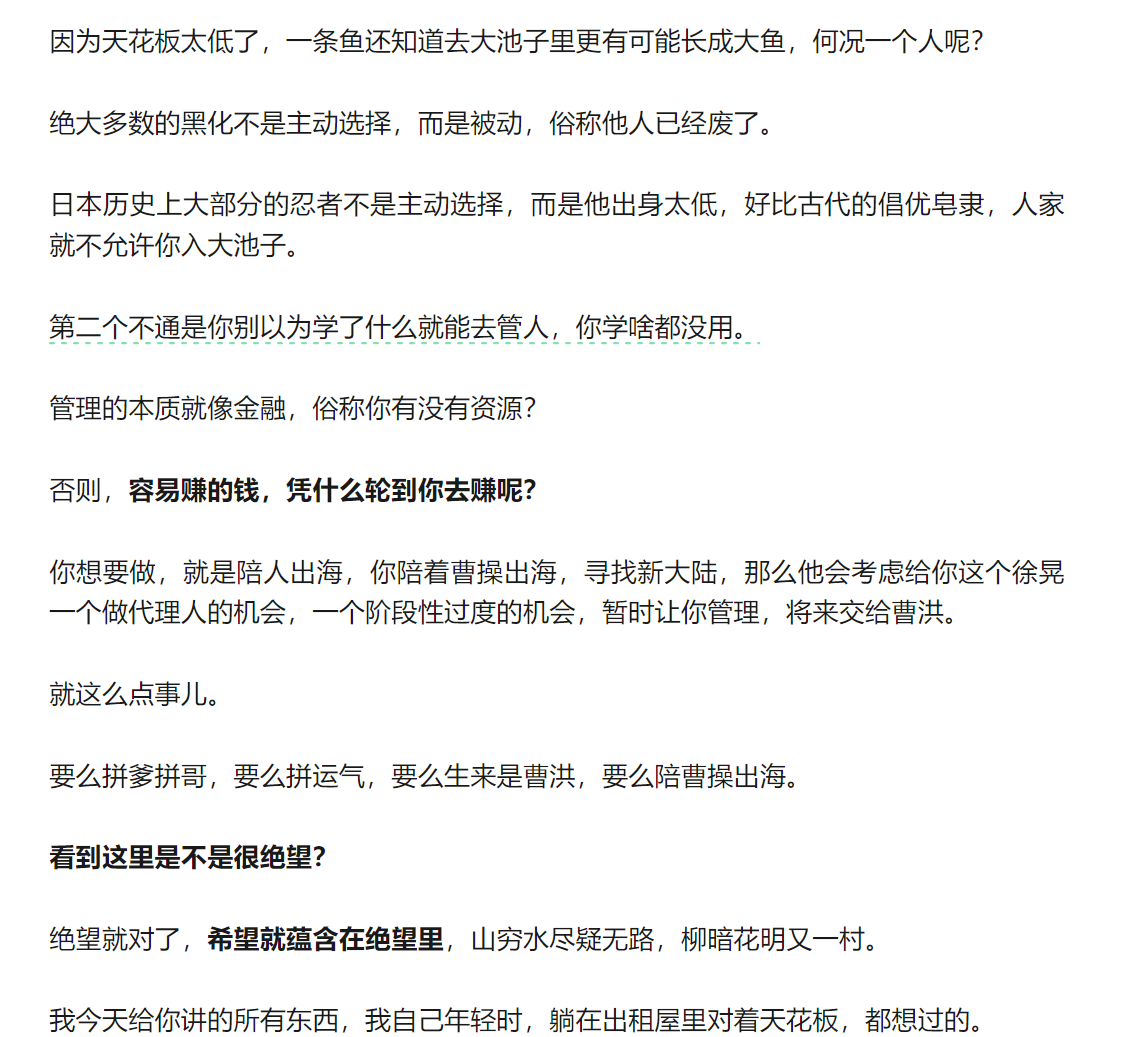 因为天花板太低了，一条鱼还知道去大池子里更有可能长成大鱼，何况一个人呢？
绝大多数的黑化不是主动选择，而是被动，俗称他人已经废了。
日本历史上大部分的忍者不是主动选择，而是他出身太低，好比古代的倡优皂隶，人家
就不允许你入大池子。
第二个不通是你别以为学了什么就能去管人，你学啥都没用。
管理的本质就像金融，俗称你有没有资源？
否则，容易赚的钱，凭什么轮到你去赚呢？
你想要做，就是陪人出海，你陪着曹操出海，寻找新大陆，那么他会考虑给你这个徐晃
一个做代理人的机会，一个阶段性过度的机会，暂时让你管理，将来交给曹洪。
就这么点事儿。
要么拼爹拼哥，要么拼运气，要么生来是曹洪，要么陪曹操出海。
看到这里是不是很绝望？
绝望就对了，希望就蕴含在绝望里，山穷水尽疑无路，柳暗花明又一村。
我今天给你讲的所有东西，我自己年轻时，躺在出租屋里对着天花板，都想过的。